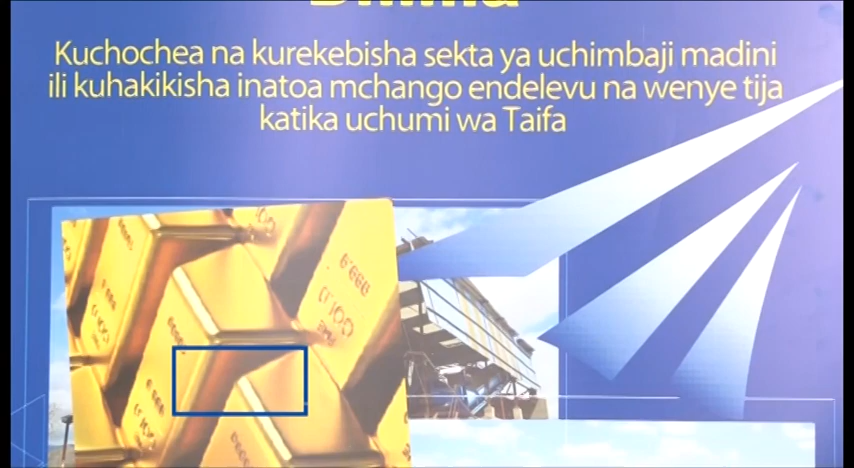 Kuchochea na kurekebisha sekta ya uchimbaji madini
ili kuhakikisha inatoa mchango endelevu na wenye tija
katika uchumi wa Taifa